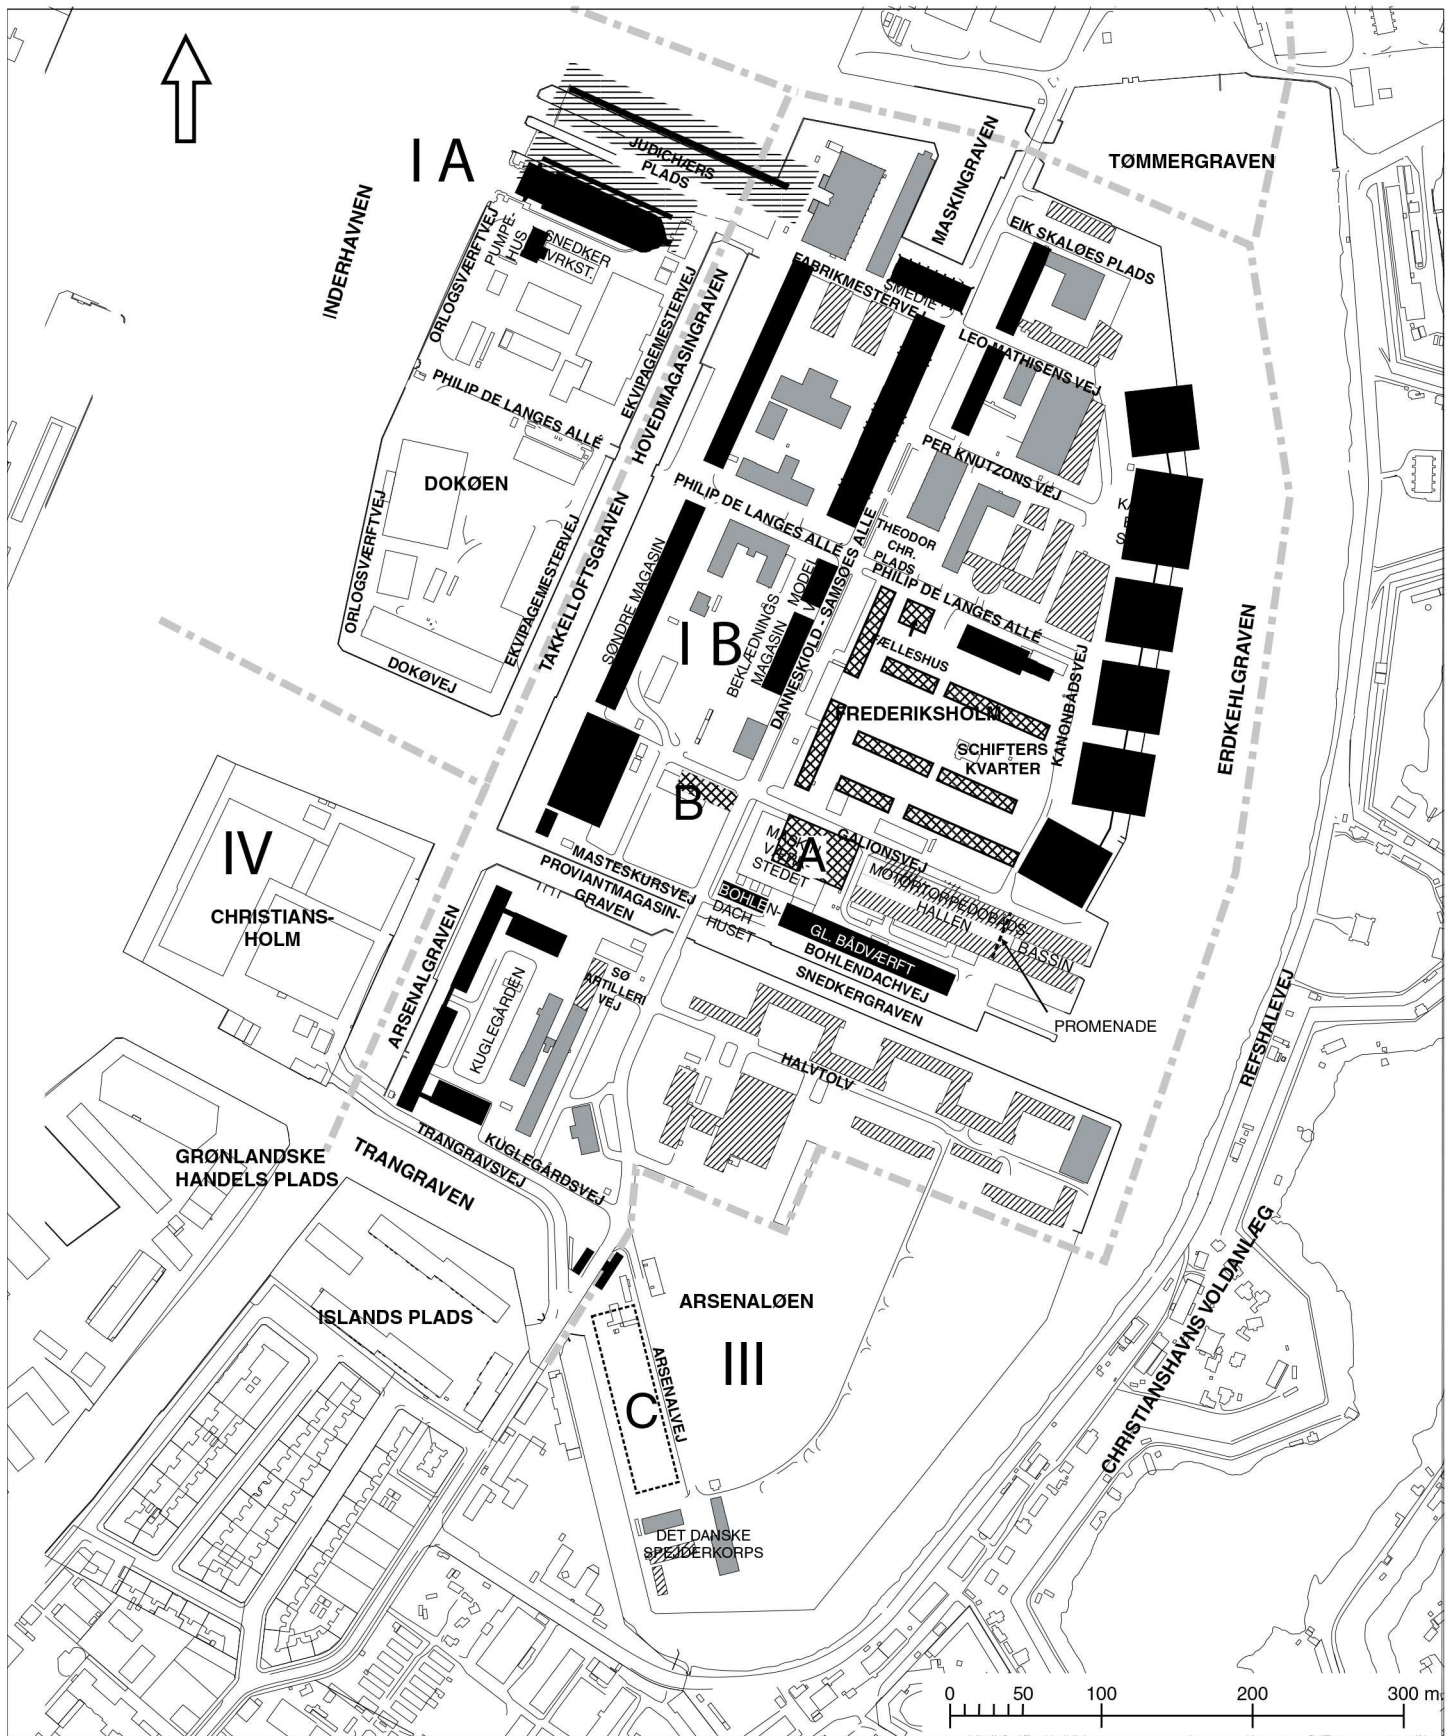 I A
JUDICHÆRS
PLADS
MASKINGRAVEN
TØMMERGRAVEN
INDERHAVNEN
ORLOGSVÆRFTVEJ
PUMPE-
HUS
SNEDKER
VRKST.
EIK SKALØES PLADS
FABRIKMESTERVEJ
SMEDIE
EKVIPAGEMESTERVEJ
HOVEDMAGASINGRAVEN
LEO MATHISENS VEJ
PHILIP DE LANGES ALLÉ
PER KNUTZONS VEJ
DOKØEN
PHILIP DE LANGES ALLÉ
ORLOGSVÆRFTVEJ
EKVIPAGEMESTERVEJ
TAKKELLOFTSGRAVEN
SØNDRE MAGASIN
THEODOR
CHR.
PLADS
PHILIP DE LANGES ALLÉ
MODEL
BEKLÆDNINGS
MAGASIN
DANNESKIOLD - SAMSØES ALLÉ
I B
FÆLLESHUS
FREDERIKSHOLM
SCHIFTERS
KVARTER
KANONBÅDSVEJ
ERDKEHLGRAVEN
DOKØVEJ
B
A
GALIONSVEJ
STEDET
MOTORTORPEDOBÅDS-
HALLEN
BASSIN
IV
CHRISTIANS-
HOLM
MASTESKURSVEJ
PROVIANTMAGASIN-
GRAVEN
BOHLEN-
DACH
HUSET
GL. BÅDVÆRFT
BOHLENDACHVEJ
SNEDKERGRAVEN
PROMENADE
ARSENALGRAVEN
KUGLEGÅRDEN
SØ
ARTILLERI
VEJ
HALVTOLV
REFSHALEVEJ
GRØNLANDSKE
HANDELS PLADS
TRANGRAVEN
TRANGRAVSVEJ
KUGLEGÅRDSVEJ
ISLANDS PLADS
ARSENALØEN
III
C
ARSENALVEJ
CHRISTIANSHAVNS VOLDANLÆG
DET DANSKE
SPEJDERKORPS
0 50 100 200 300 m